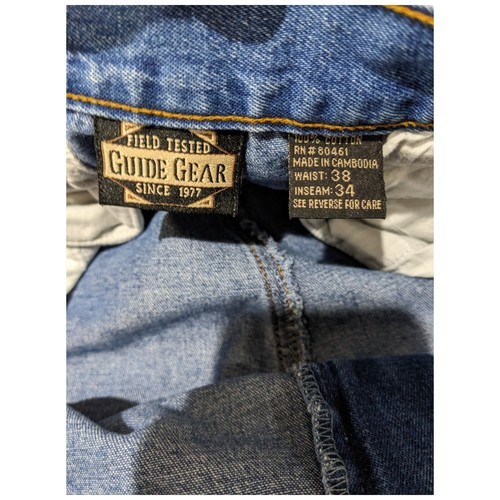 FIELD TESTED
GUIDE GEAR
SINCE 1977
100% COTTON
RN# 80461
MADE IN CAMBODIA
WAIST: 38
INSEAM: 34
SEE REVERSE FOR CARE